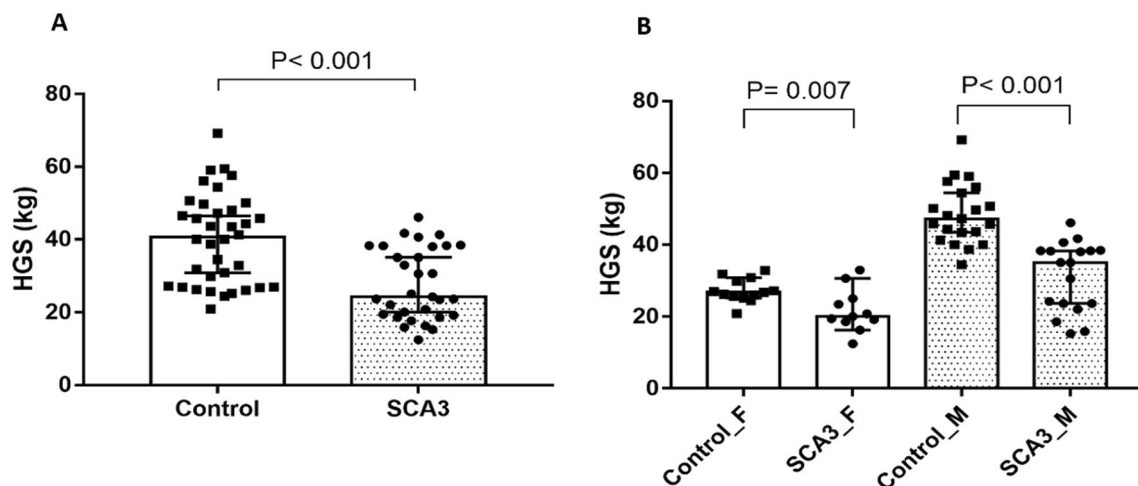 A
P< 0.001
HGS (kg)
80
60
40
20
0
Control
SCA3
B
P= 0.007
P< 0.001
HGS (kg)
80
60
40
20
0
Control_F
SCA3_F
Control_M
SCA3_M